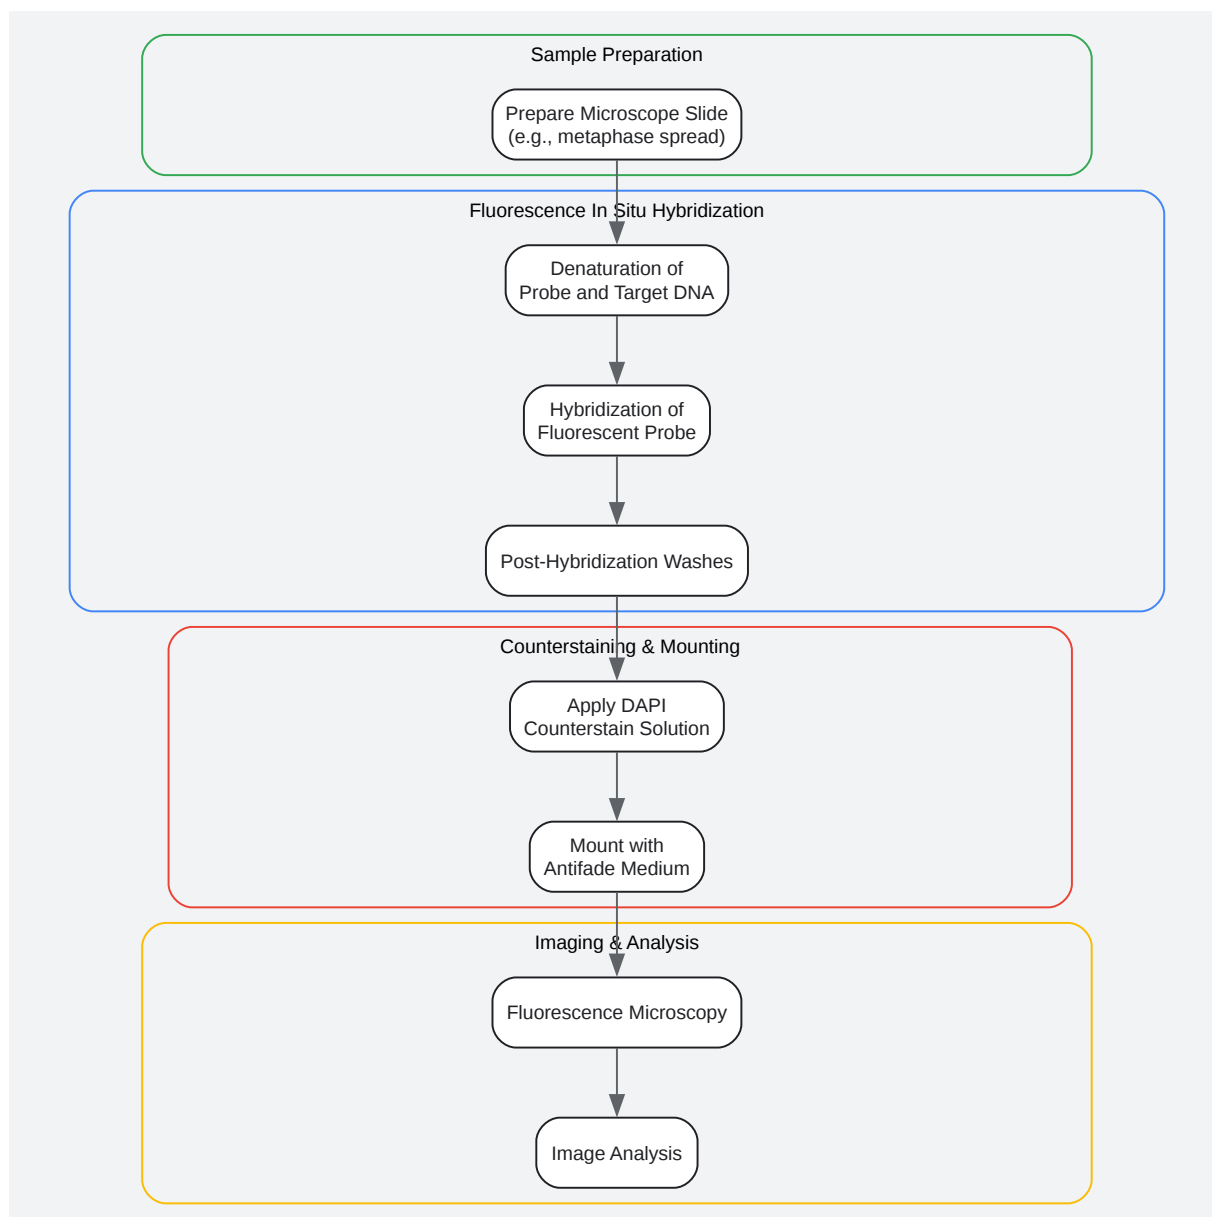 Sample Preparation
Prepare Microscope Slide
(e.g., metaphase spread)
Fluorescence In Situ Hybridization
Denaturation of
Probe and Target DNA
Hybridization of
Fluorescent Probe
Post-Hybridization Washes
Counterstaining & Mounting
Apply DAPI
Counterstain Solution
Mount with
Antifade Medium
Imaging & Analysis
Fluorescence Microscopy
Image Analysis